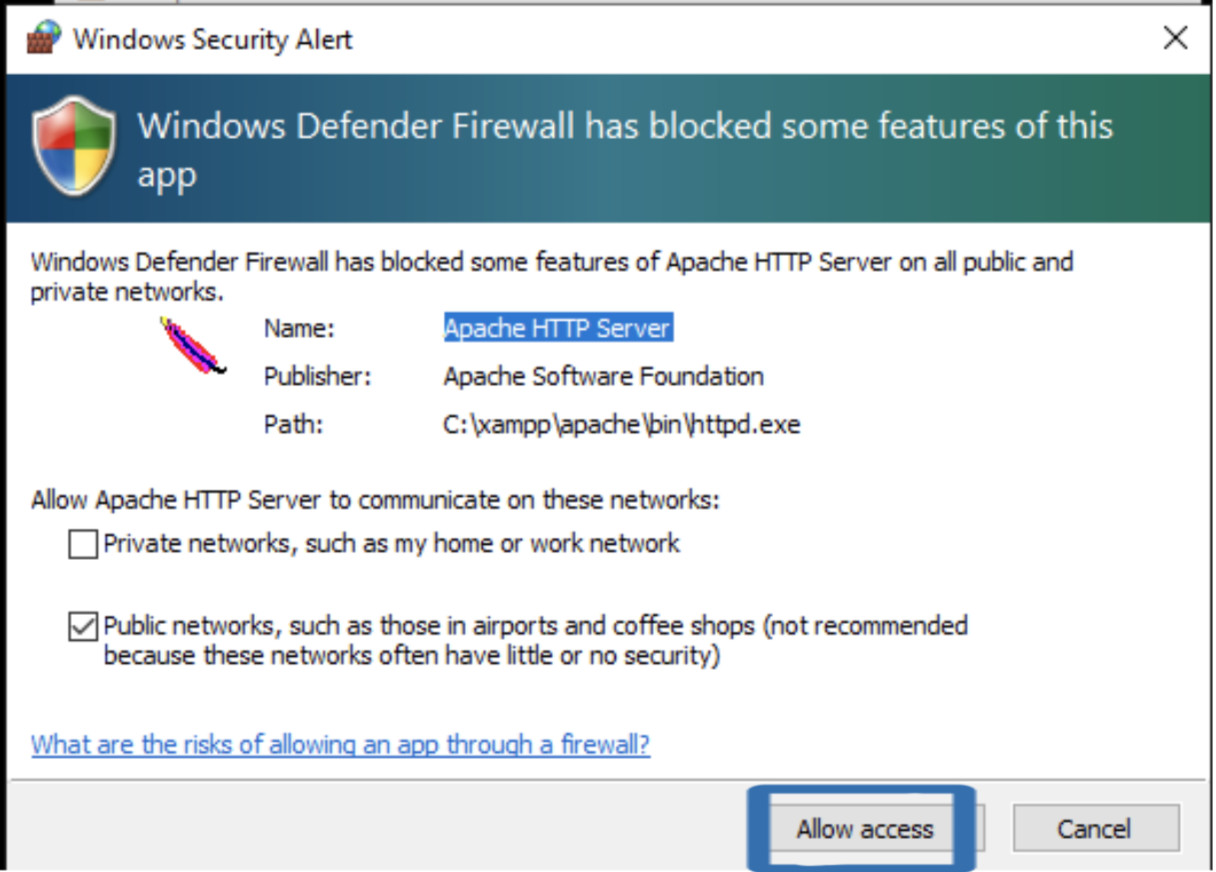 Windows Security Alert
Windows Defender Firewall has blocked some features of this
app
Windows Defender Firewall has blocked some features of Apache HTTP Server on all public and
private networks.
Name: Apache HTTP Server
Publisher: Apache Software Foundation
Path: C:\xampp\apache\bin\httpd.exe
Allow Apache HTTP Server to communicate on these networks:
Private networks, such as my home or work network
Public networks, such as those in airports and coffee shops (not recommended
because these networks often have little or no security)
What are the risks of allowing an app through a firewall?
Allow access Cancel